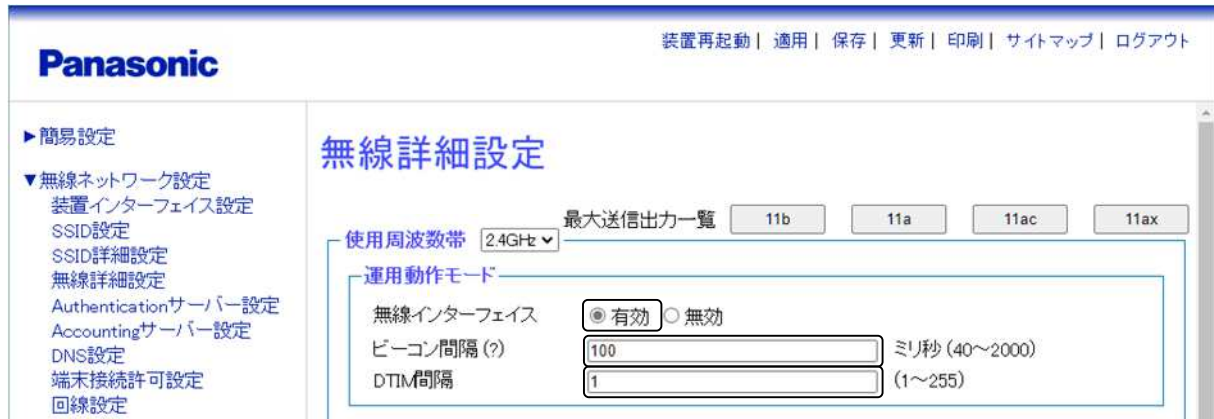 装置再起動| 適用| 保存| 更新| 印刷| サイトマップ| ログアウト
Panasonic
▶簡易設定
▼無線ネットワーク設定
装置インターフェイス設定
SSID設定
SSID詳細設定
無線詳細設定
Authenticationサーバー設定
Accountingサーバー設定
DNS設定
端末接続許可設定
回線設定
無線詳細設定
最大送信出力一覧 11b 11a 11ac 11ax
使用周波数帯 2.4GHz
運用動作モード
無線インターフェイス 有効 無効
ビーコン間隔(?) 100 ミリ秒(40～2000)
DTIM間隔 1 (1～255)